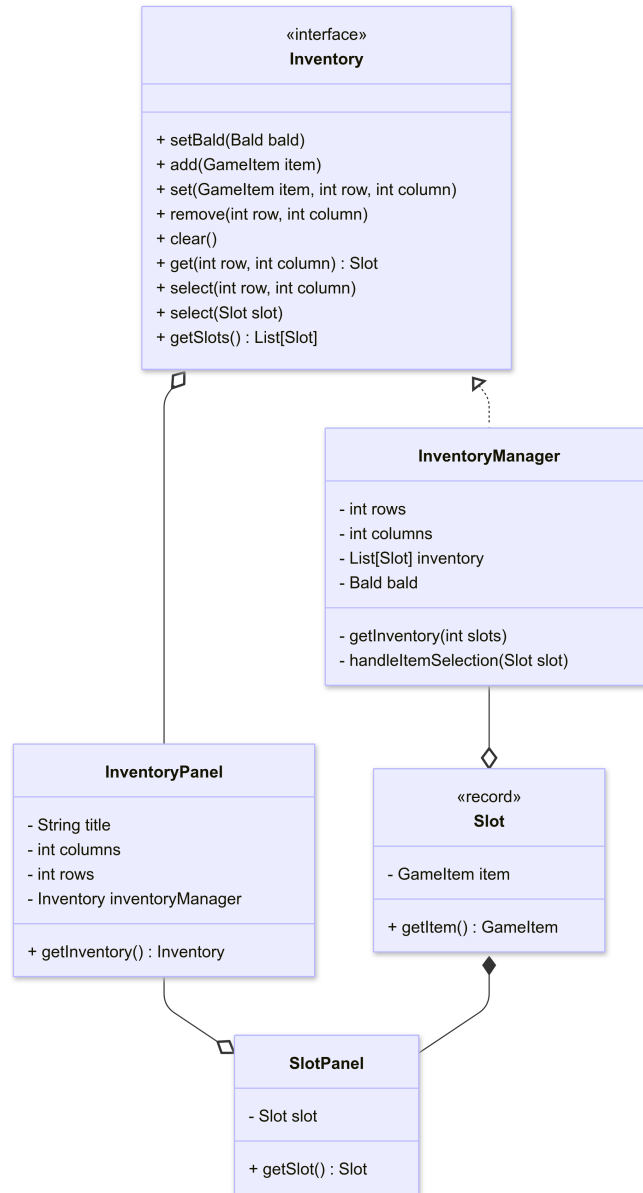 «interface»
Inventory
+ setBald(Bald bald)
+ add(GameItem item)
+ set(GameItem item, int row, int column)
+ remove(int row, int column)
+ clear()
+ get(int row, int column) : Slot
+ select(int row, int column)
+ select(Slot slot)
+ getSlots() : List[Slot]
InventoryManager
- int rows
- int columns
- List[Slot] inventory
- Bald bald
- getInventory(int slots)
- handleItemSelection(Slot slot)
InventoryPanel
- String title
- int columns
- int rows
- Inventory inventoryManager
+ getInventory() : Inventory
«record»
Slot
- GameItem item
+ getItem() : GameItem
SlotPanel
- Slot slot
+ getSlot() : Slot